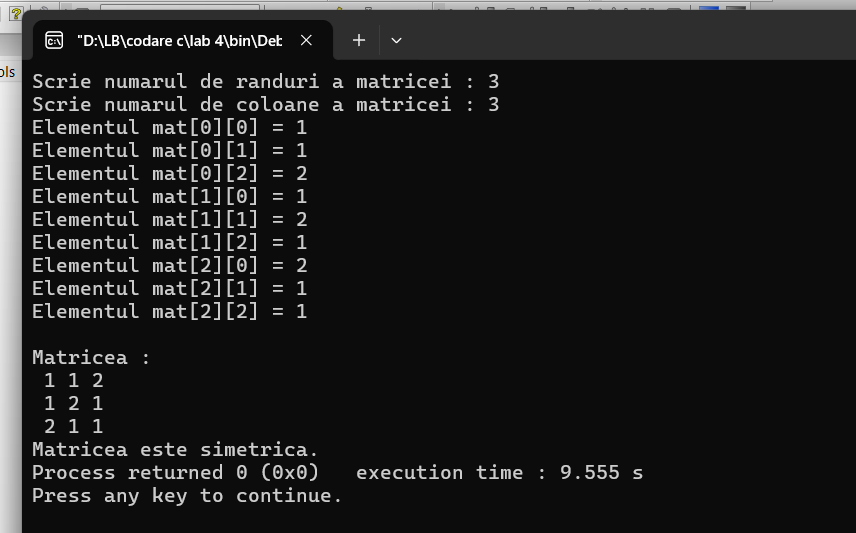 "D:\LB\codare c\lab 4\bin\Deb
ols
Scrie numarul de randuri a matricei : 3
Scrie numarul de coloane a matricei : 3
Elementul mat[0][0] = 1
Elementul mat[0][1] = 1
Elementul mat[0][2] = 2
Elementul mat[1][0] = 1
Elementul mat[1][1] = 2
Elementul mat[1][2] = 1
Elementul mat[2][0] = 2
Elementul mat[2][1] = 1
Elementul mat[2][2] = 1

Matricea :
 1 1 2
 1 2 1
 2 1 1
Matricea este simetrica.
Process returned 0 (0x0)   execution time : 9.555 s
Press any key to continue.